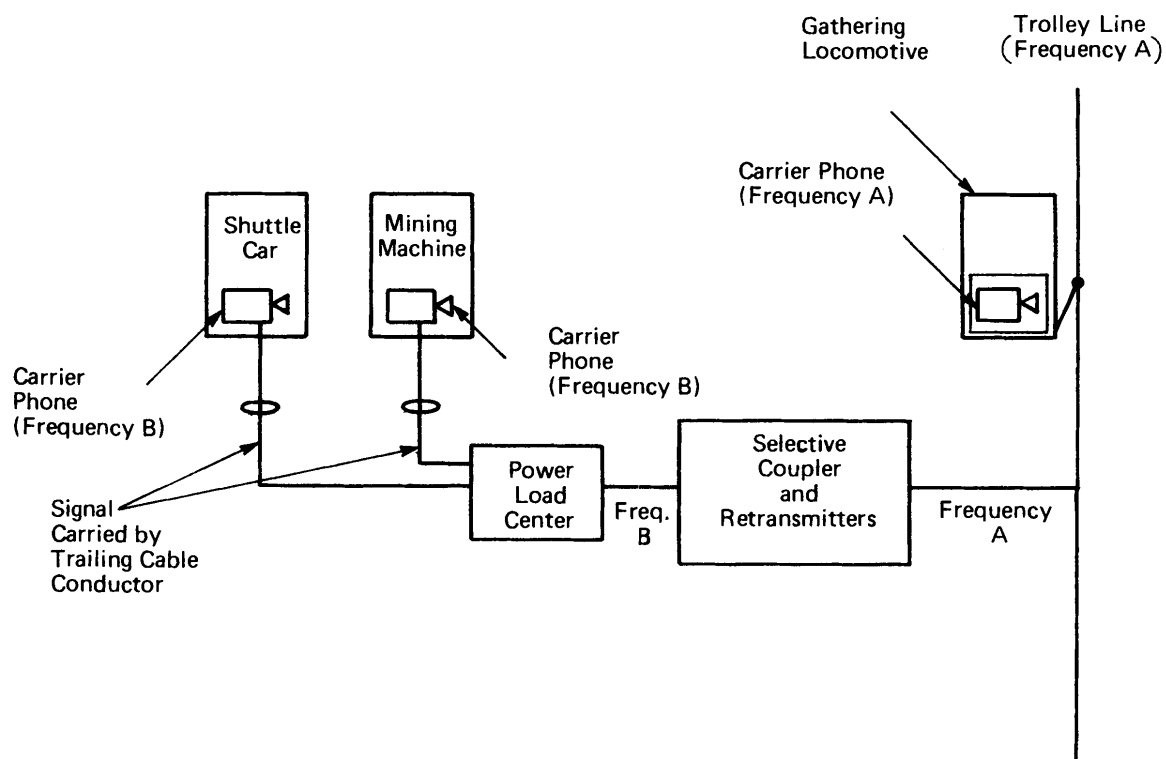 Gathering
Locomotive
Trolley Line
(Frequency A)
Carrier Phone
(Frequency A)
Shuttle
Car
Mining
Machine
Carrier
Phone
(Frequency B)
Carrier
Phone
(Frequency B)
Signal
Carried by
Trailing Cable
Conductor
Power
Load
Center
Freq.
B
Selective
Coupler
and
Retransmitters
Frequency
A